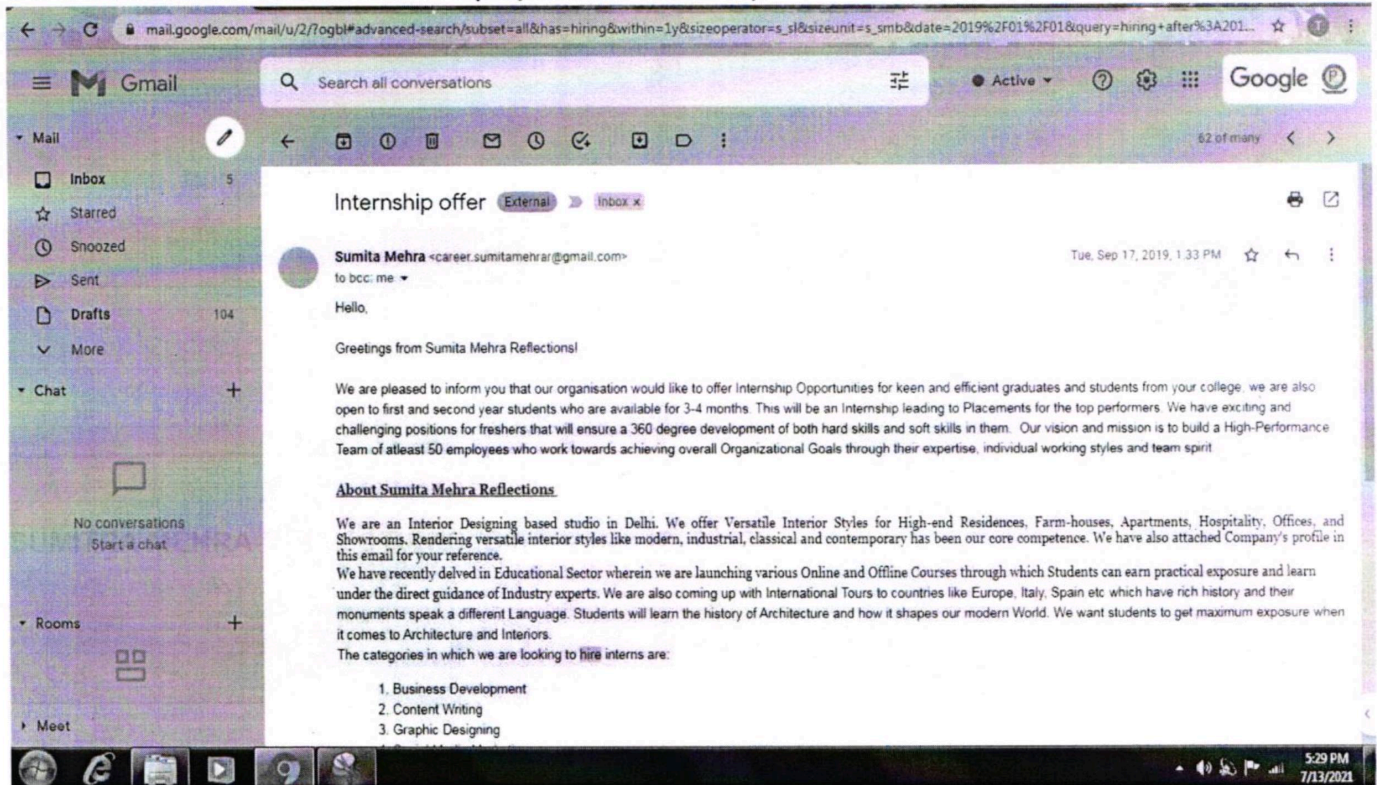 mail.google.com/mail/u/2/?ogbl#advanced-search/subset=all&has=hiring&within=1y&sizeoperator=s_sl&sizeunit=s_smb&date=2019%2F01%2F01&query=hiring+after%3A201...
Gmail
Search all conversations
Active
Google
Mail
62 of many
Inbox 5
Internship offer External Inbox x
Starred
Snoozed
Sumita Mehra <career.sumitamehrar@gmail.com>
Tue, Sep 17, 2019, 1:33 PM
to bcc: me
Sent
Hello,
Drafts 104
More
Greetings from Sumita Mehra Reflections!
Chat
We are pleased to inform you that our organisation would like to offer Internship Opportunities for keen and efficient graduates and students from your college, we are also
open to first and second year students who are available for 3-4 months. This will be an Internship leading to Placements for the top performers. We have exciting and
challenging positions for freshers that will ensure a 360 degree development of both hard skills and soft skills in them. Our vision and mission is to build a High-Performance
Team of atleast 50 employees who work towards achieving overall Organizational Goals through their expertise, individual working styles and team spirit
About Sumita Mehra Reflections
No conversations
Start a chat
We are an Interior Designing based studio in Delhi. We offer Versatile Interior Styles for High-end Residences, Farm-houses, Apartments, Hospitality, Offices, and
Showrooms. Rendering versatile interior styles like modern, industrial, classical and contemporary has been our core competence. We have also attached Company's profile in
this email for your reference.
We have recently delved in Educational Sector wherein we are launching various Online and Offline Courses through which Students can earn practical exposure and learn
under the direct guidance of Industry experts. We are also coming up with International Tours to countries like Europe, Italy, Spain etc which have rich history and their
monuments speak a different Language. Students will learn the history of Architecture and how it shapes our modern World. We want students to get maximum exposure when
it comes to Architecture and Interiors.
Rooms
The categories in which we are looking to hire interns are:
1. Business Development
2. Content Writing
3. Graphic Designing
Meet
5:29 PM
7/13/2021